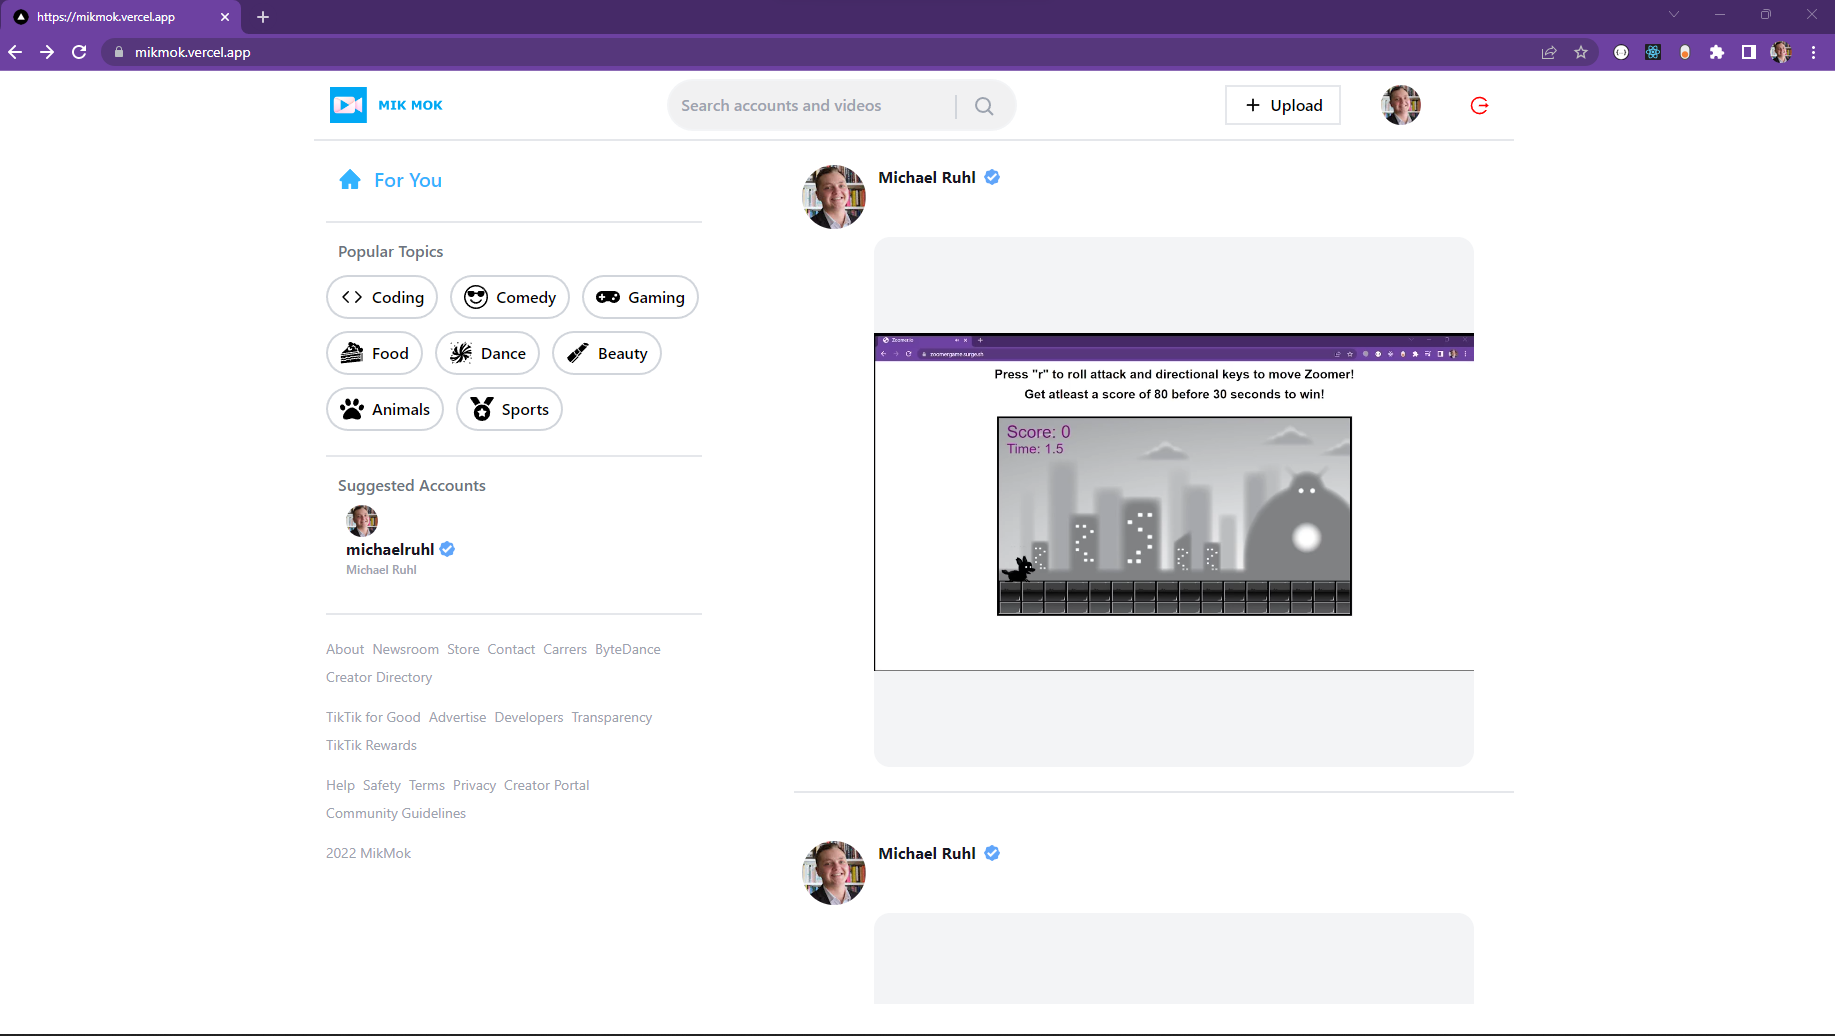 https://mikmok.vercel.app
mikmok.vercel.app
MIK MOK
Search accounts and videos
Upload
For You
Popular Topics
Coding Comedy Gaming
Food Dance Beauty
Animals Sports
Suggested Accounts
michaelruhl
Michael Ruhl
About Newsroom Store Contact Carrers ByteDance
Creator Directory
TikTik for Good Advertise Developers Transparency
TikTik Rewards
Help Safety Terms Privacy Creator Portal
Community Guidelines
2022 MikMok
Michael Ruhl
zoomergame.surge.sh
Press "r" to roll attack and directional keys to move Zoomer!
Get atleast a score of 80 before 30 seconds to win!
Score: 0
Time: 1.5
Michael Ruhl